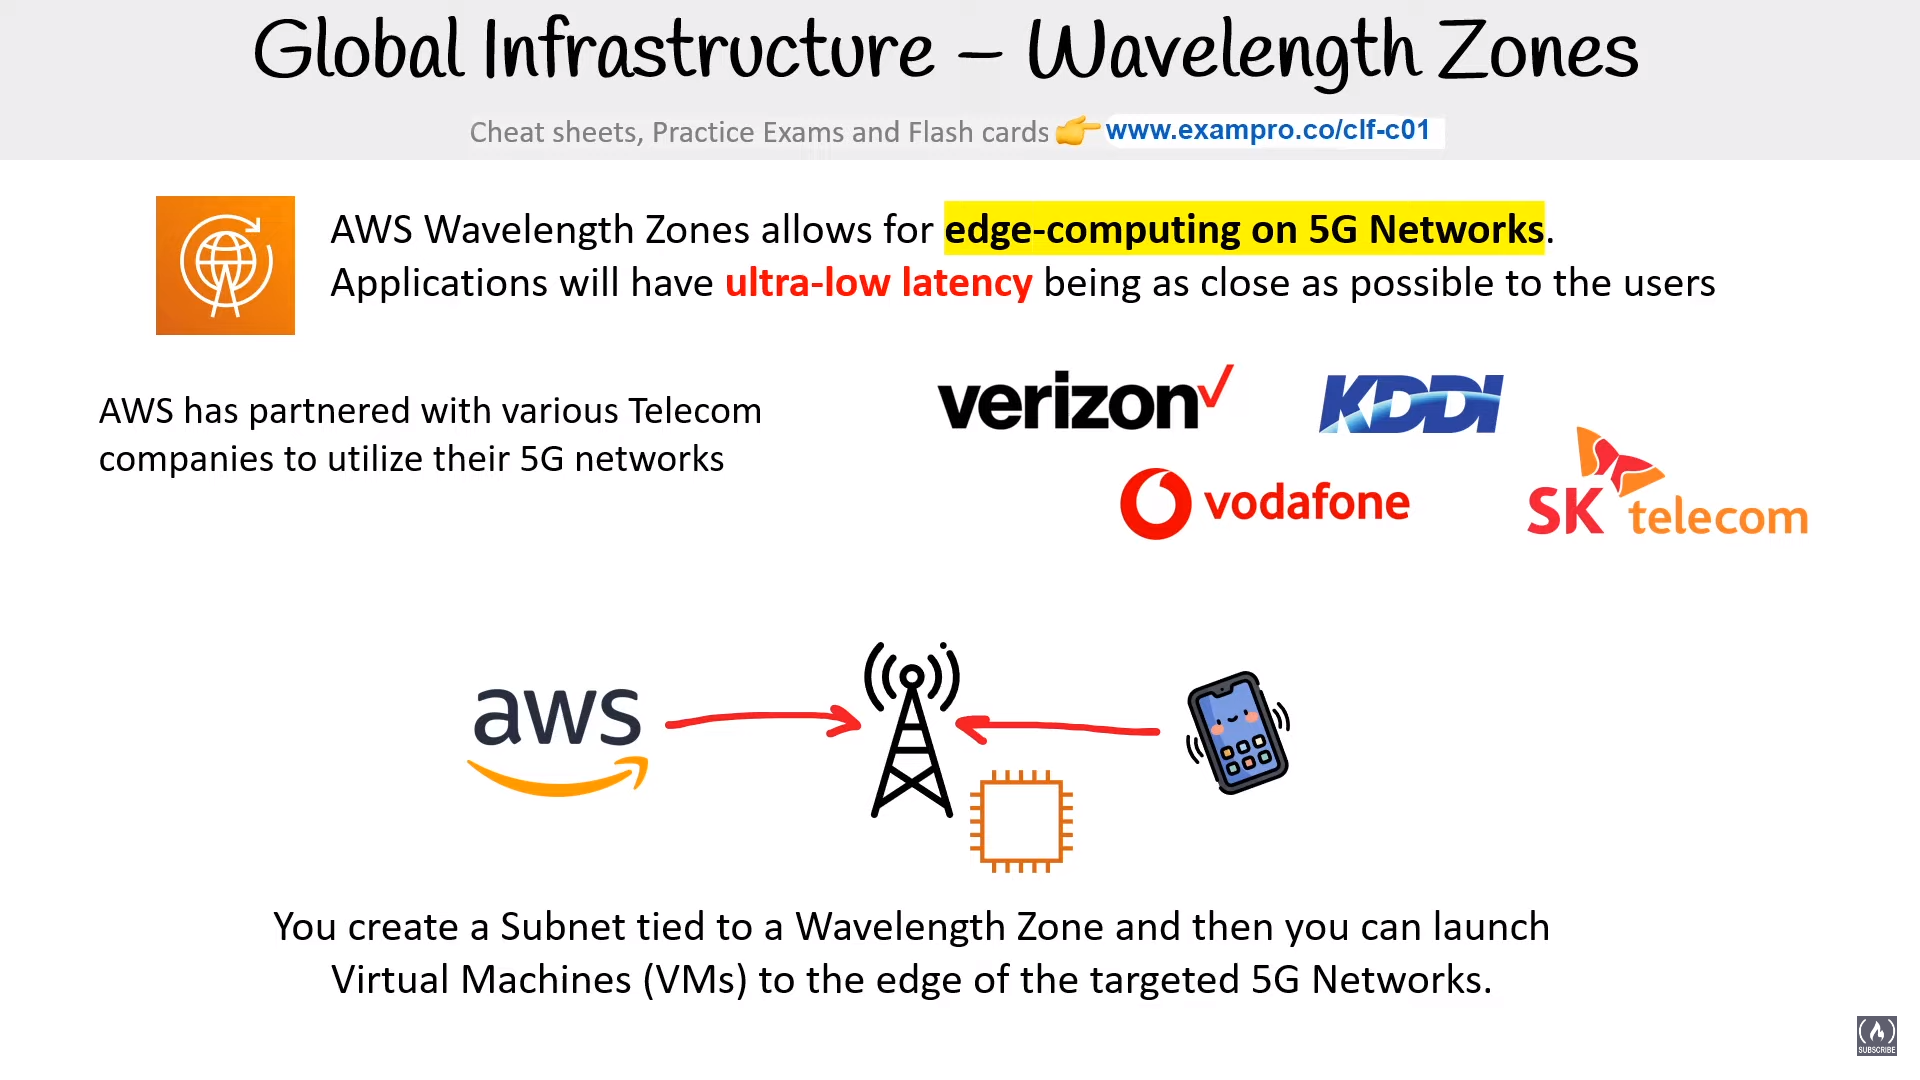 Global Infrastructure – Wavelength Zones
Cheat sheets, Practice Exams and Flash cards 👉 www.exampro.co/clf-c01
AWS Wavelength Zones allows for edge-computing on 5G Networks.
Applications will have ultra-low latency being as close as possible to the users
AWS has partnered with various Telecom
companies to utilize their 5G networks
verizon
KDDI
vodafone
SK telecom
aws
You create a Subnet tied to a Wavelength Zone and then you can launch
Virtual Machines (VMs) to the edge of the targeted 5G Networks.
SUBSCRIBE